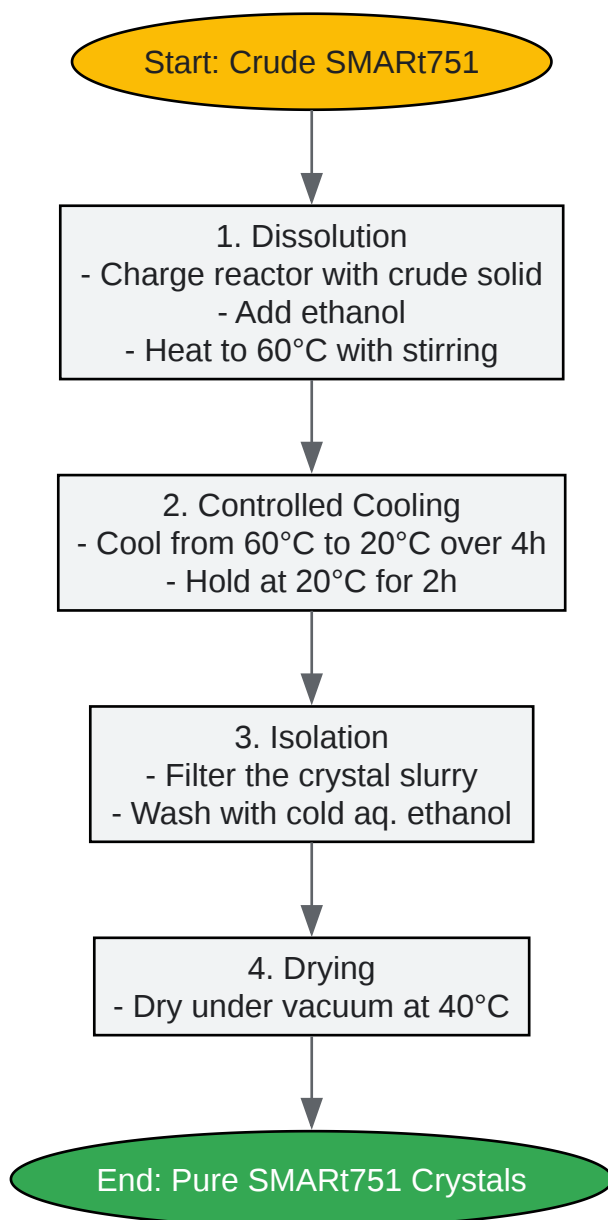 Start: Crude SMARt751
1. Dissolution
- Charge reactor with crude solid
- Add ethanol
- Heat to 60°C with stirring
2. Controlled Cooling
- Cool from 60°C to 20°C over 4h
- Hold at 20°C for 2h
3. Isolation
- Filter the crystal slurry
- Wash with cold aq. ethanol
4. Drying
- Dry under vacuum at 40°C
End: Pure SMARt751 Crystals